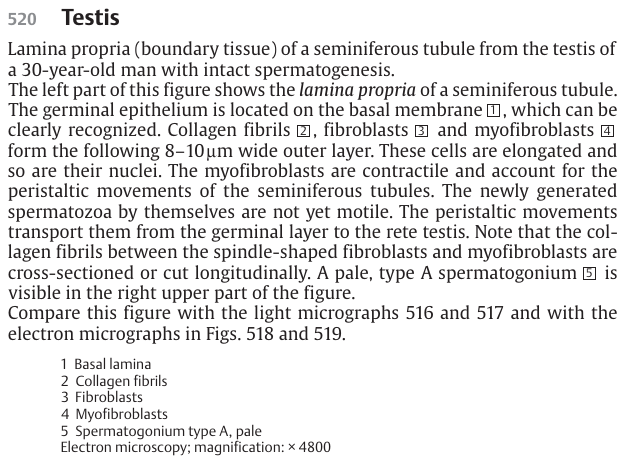 520 Testis
Lamina propria (boundary tissue) of a seminiferous tubule from the testis of
a 30-year-old man with intact spermatogenesis.
The left part of this figure shows the lamina propria of a seminiferous tubule.
The germinal epithelium is located on the basal membrane 1, which can be
clearly recognized. Collagen fibrils 2, fibroblasts 3 and myofibroblasts 4
form the following 8–10 µm wide outer layer. These cells are elongated and
so are their nuclei. The myofibroblasts are contractile and account for the
peristaltic movements of the seminiferous tubules. The newly generated
spermatozoa by themselves are not yet motile. The peristaltic movements
transport them from the germinal layer to the rete testis. Note that the col-
lagen fibrils between the spindle-shaped fibroblasts and myofibroblasts are
cross-sectioned or cut longitudinally. A pale, type A spermatogonium 5 is
visible in the right upper part of the figure.
Compare this figure with the light micrographs 516 and 517 and with the
electron micrographs in Figs. 518 and 519.
1 Basal lamina
2 Collagen fibrils
3 Fibroblasts
4 Myofibroblasts
5 Spermatogonium type A, pale
Electron microscopy; magnification: × 4800